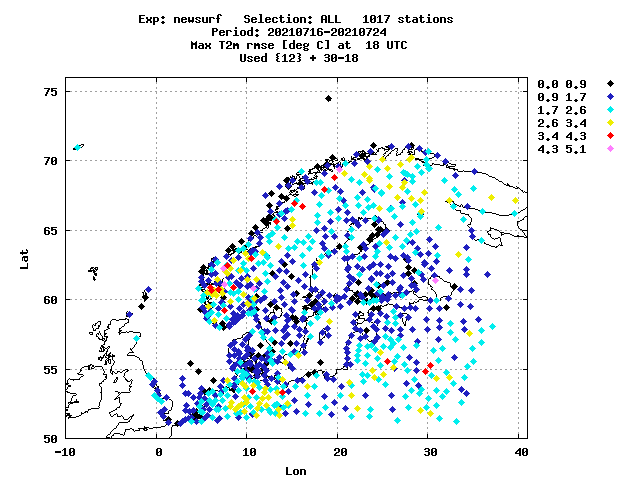 Exp: newsurf   Selection: ALL   1017 stations
Period: 20210716-20210724
Max T2m rmse [deg C] at  18 UTC
Used {12} + 30-18
0.0 0.9
0.9 1.7
1.7 2.6
2.6 3.4
3.4 4.3
4.3 5.1
75
70
65
60
55
50
Lat
-10 0 10 20 30 40
Lon